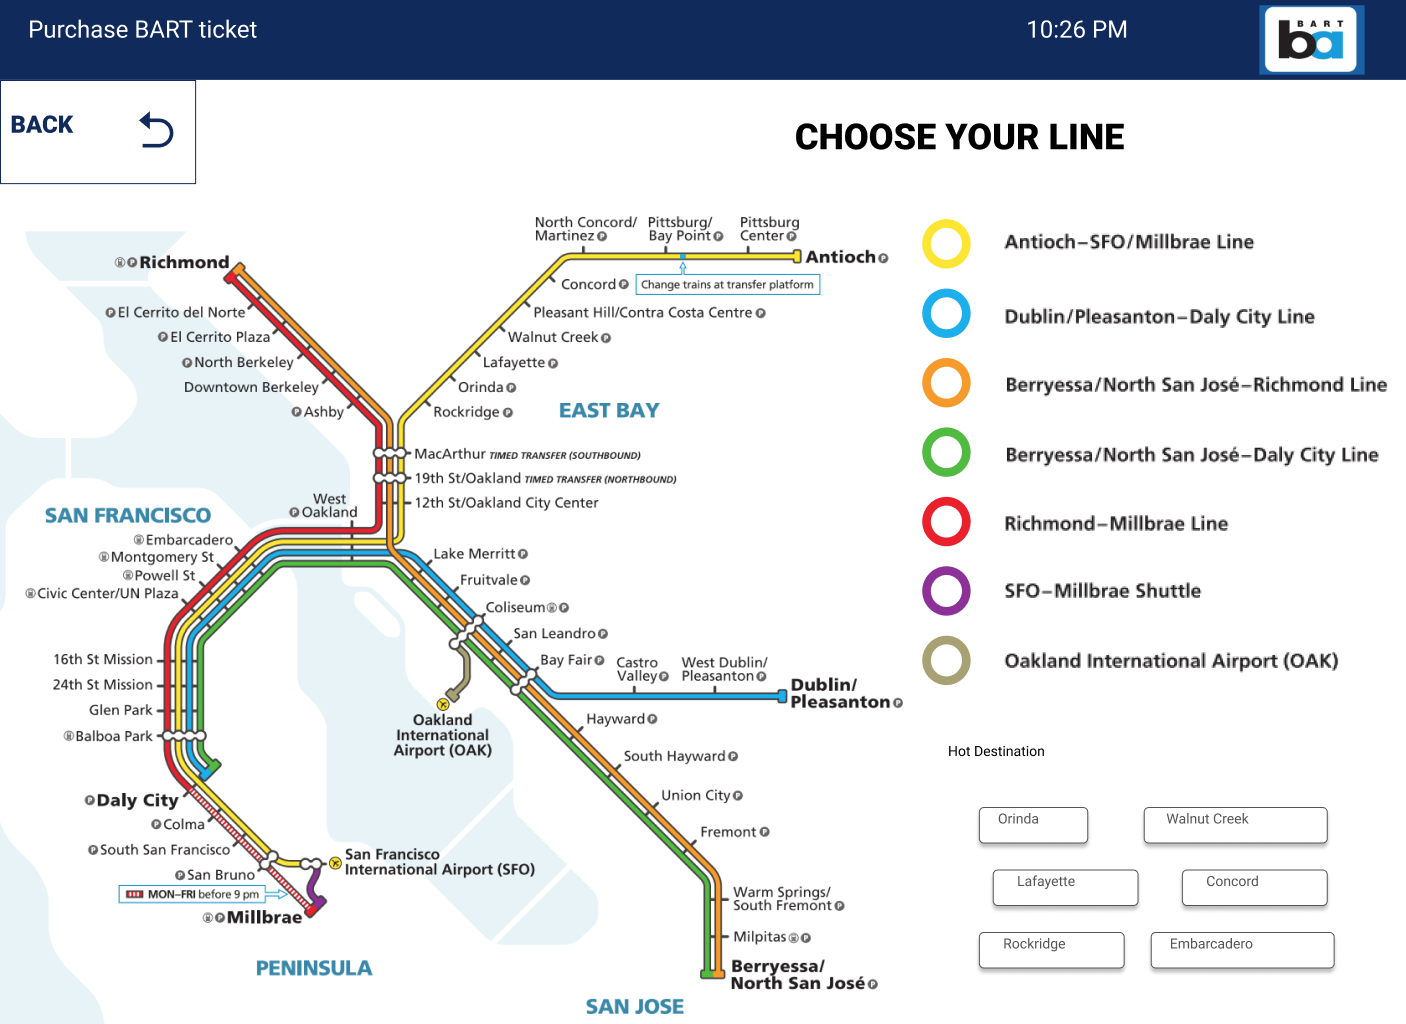 Purchase BART ticket
10:26 PM
BART
ba
BACK
CHOOSE YOUR LINE
North Concord/
Martinez P
Pittsburg/
Bay Point P
Pittsburg
Center P
Antioch P
Concord P
Change trains at transfer platform
Pleasant Hill/Contra Costa Centre P
Walnut Creek P
Lafayette P
Orinda P
Rockridge P
EAST BAY
P Richmond
P El Cerrito del Norte
P El Cerrito Plaza
P North Berkeley
Downtown Berkeley
P Ashby
MacArthur TIMED TRANSFER (SOUTHBOUND)
19th St/Oakland TIMED TRANSFER (NORTHBOUND)
12th St/Oakland City Center
West
P Oakland
SAN FRANCISCO
Embarcadero
Montgomery St
Powell St
Civic Center/UN Plaza
16th St Mission
24th St Mission
Glen Park
Balboa Park
P Daly City
P Colma
P South San Francisco
P San Bruno
MON–FRI before 9 pm
P Millbrae
San Francisco
International Airport (SFO)
PENINSULA
Lake Merritt P
Fruitvale P
Coliseum P
San Leandro P
Bay Fair P
Castro
Valley P
West Dublin/
Pleasanton P
Dublin/
Pleasanton P
Oakland
International
Airport (OAK)
Hayward P
South Hayward P
Union City P
Fremont P
Warm Springs/
South Fremont P
Milpitas P
Berryessa/
North San José P
SAN JOSE
Antioch–SFO/Millbrae Line
Dublin/Pleasanton–Daly City Line
Berryessa/North San José–Richmond Line
Berryessa/North San José–Daly City Line
Richmond–Millbrae Line
SFO–Millbrae Shuttle
Oakland International Airport (OAK)
Hot Destination
Orinda
Walnut Creek
Lafayette
Concord
Rockridge
Embarcadero